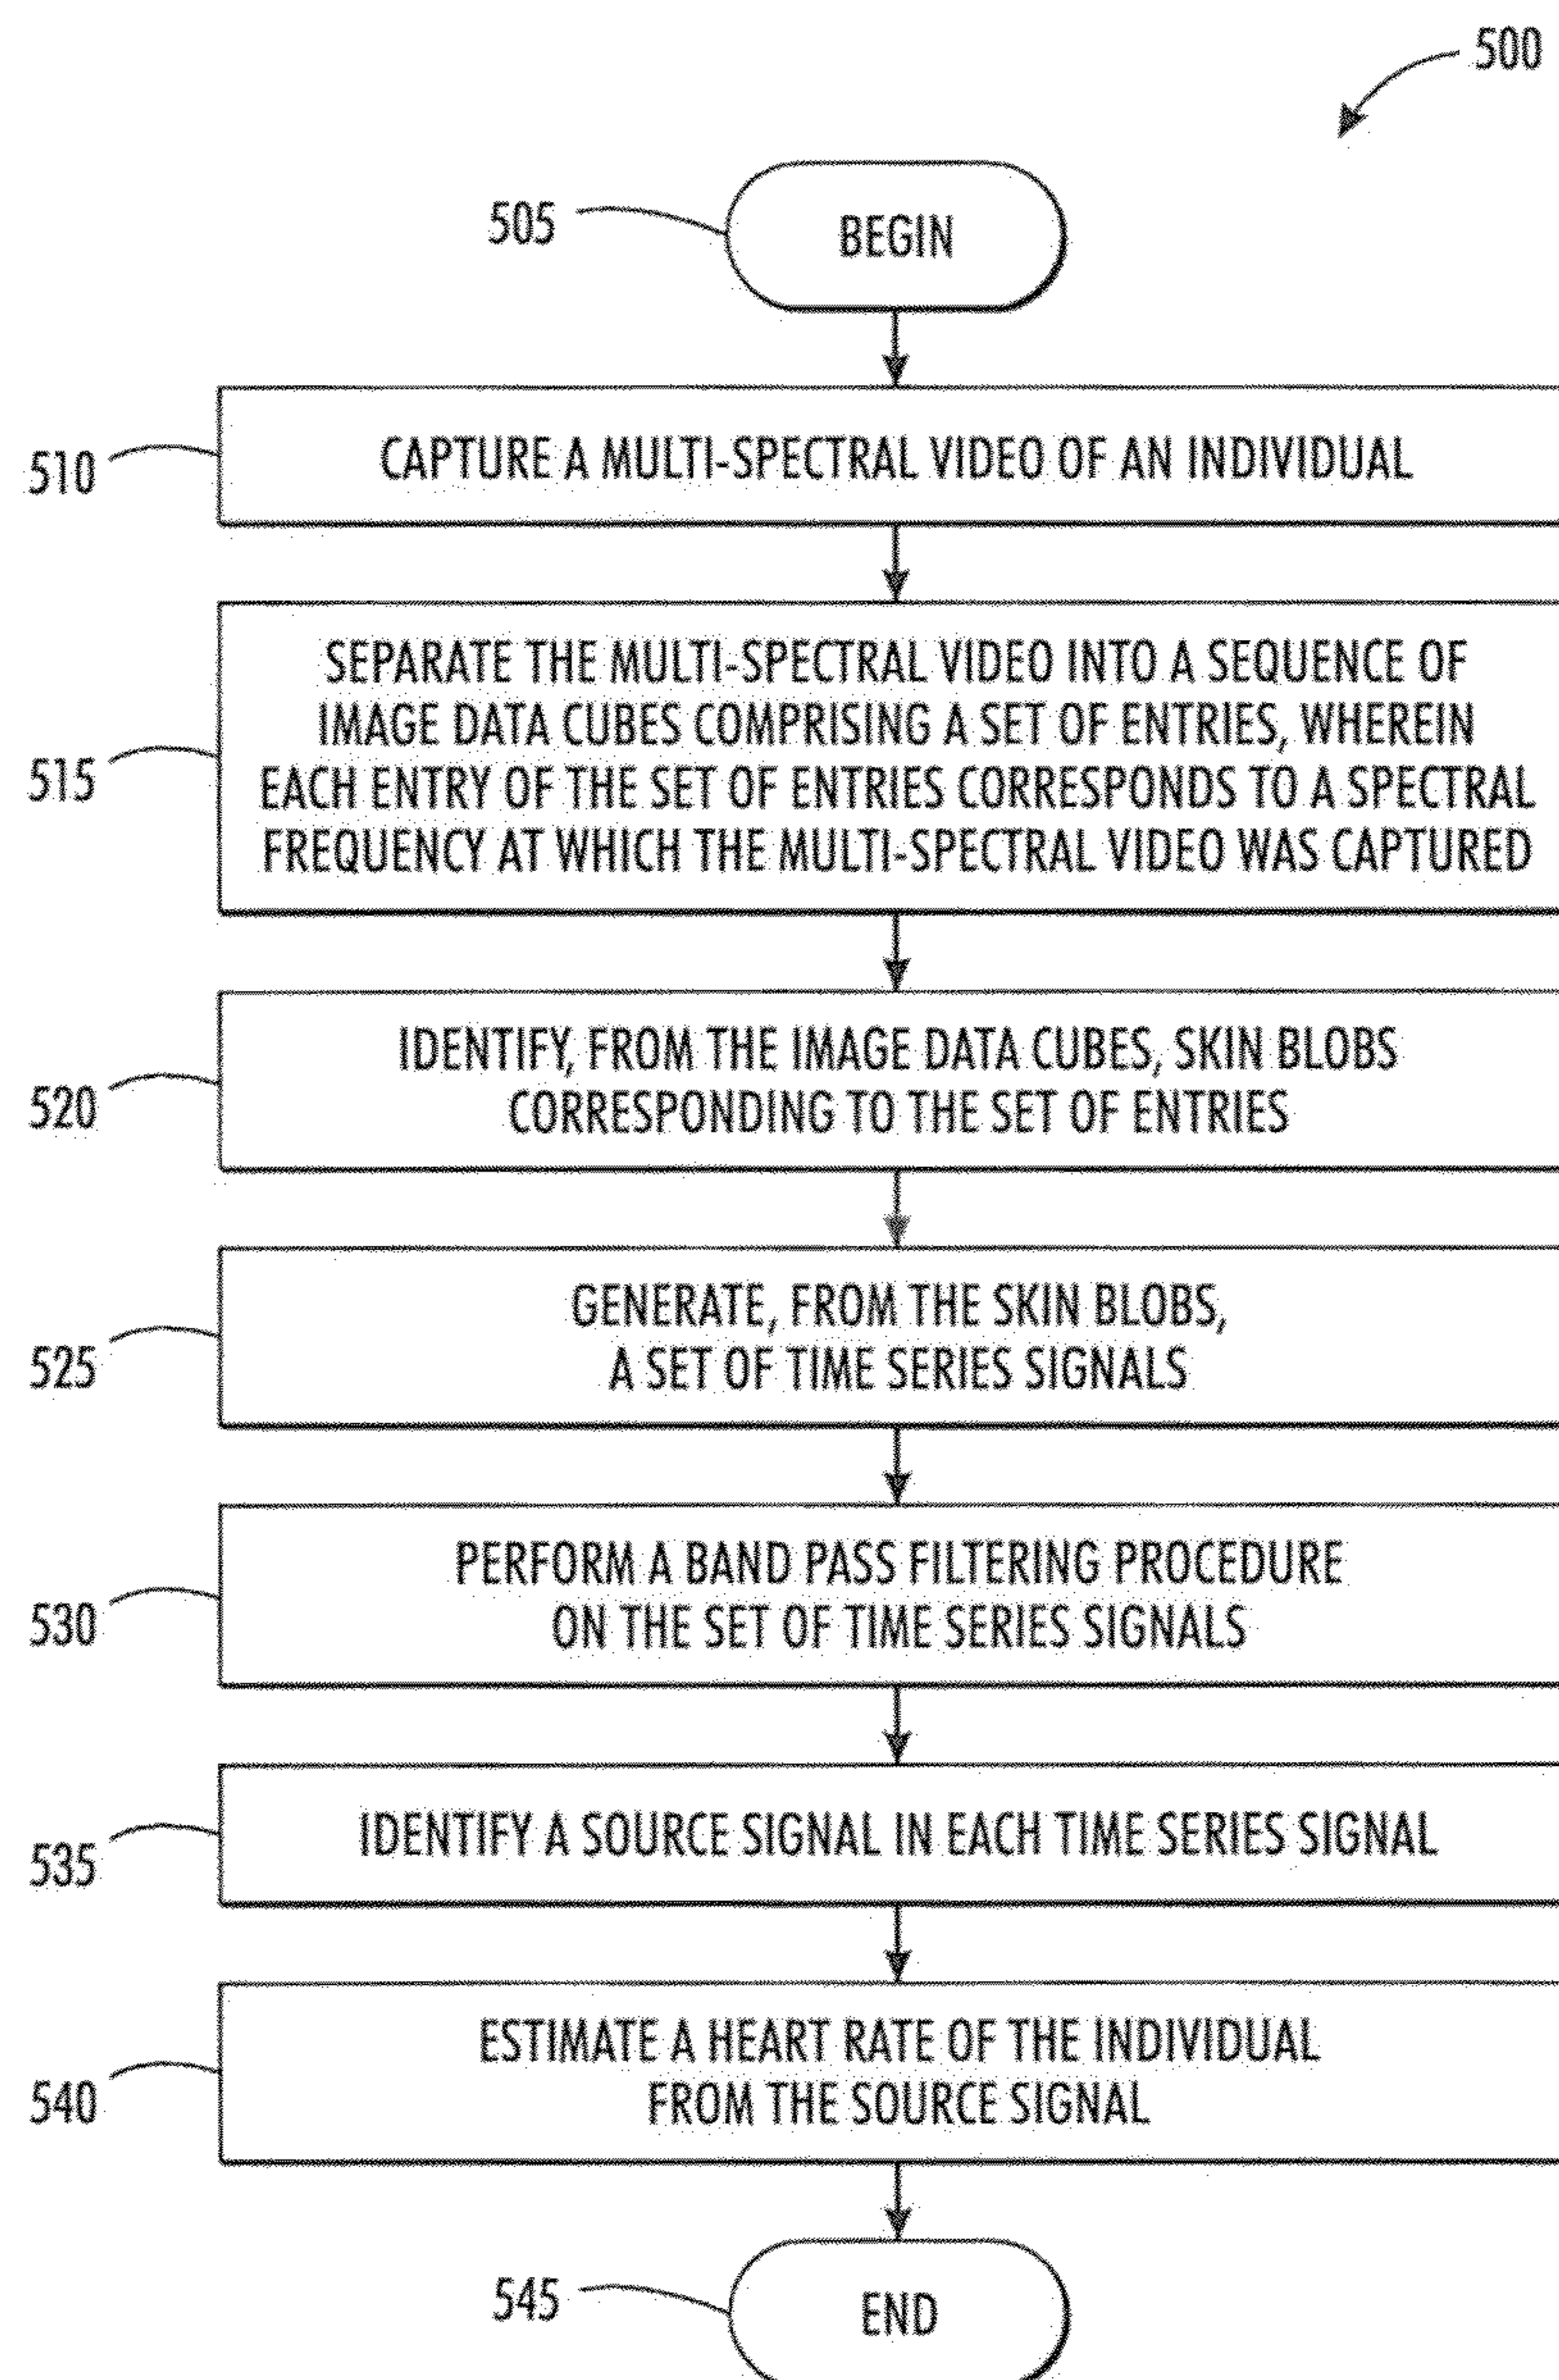 500
505
BEGIN
510
CAPTURE A MULTI-SPECTRAL VIDEO OF AN INDIVIDUAL
515
SEPARATE THE MULTI-SPECTRAL VIDEO INTO A SEQUENCE OF
IMAGE DATA CUBES COMPRISING A SET OF ENTRIES, WHEREIN
EACH ENTRY OF THE SET OF ENTRIES CORRESPONDS TO A SPECTRAL
FREQUENCY AT WHICH THE MULTI-SPECTRAL VIDEO WAS CAPTURED
520
IDENTIFY, FROM THE IMAGE DATA CUBES, SKIN BLOBS
CORRESPONDING TO THE SET OF ENTRIES
525
GENERATE, FROM THE SKIN BLOBS,
A SET OF TIME SERIES SIGNALS
530
PERFORM A BAND PASS FILTERING PROCEDURE
ON THE SET OF TIME SERIES SIGNALS
535
IDENTIFY A SOURCE SIGNAL IN EACH TIME SERIES SIGNAL
540
ESTIMATE A HEART RATE OF THE INDIVIDUAL
FROM THE SOURCE SIGNAL
545
END